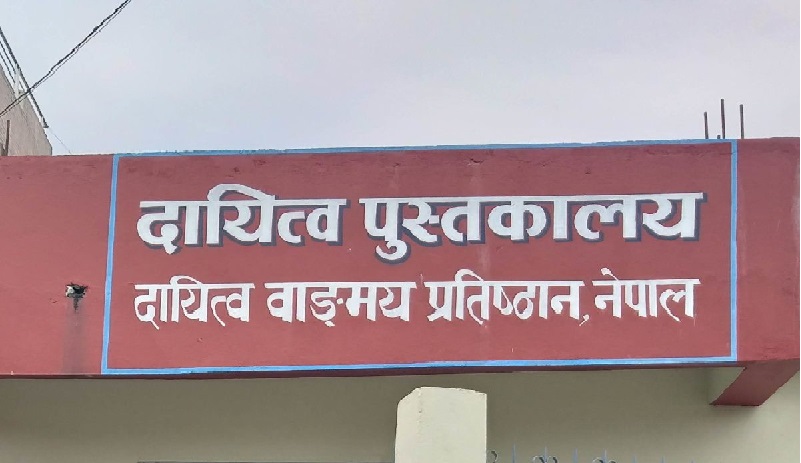 दायित्व पुस्तकालय
दायित्व वाङ्मय प्रतिष्ठान, नेपाल